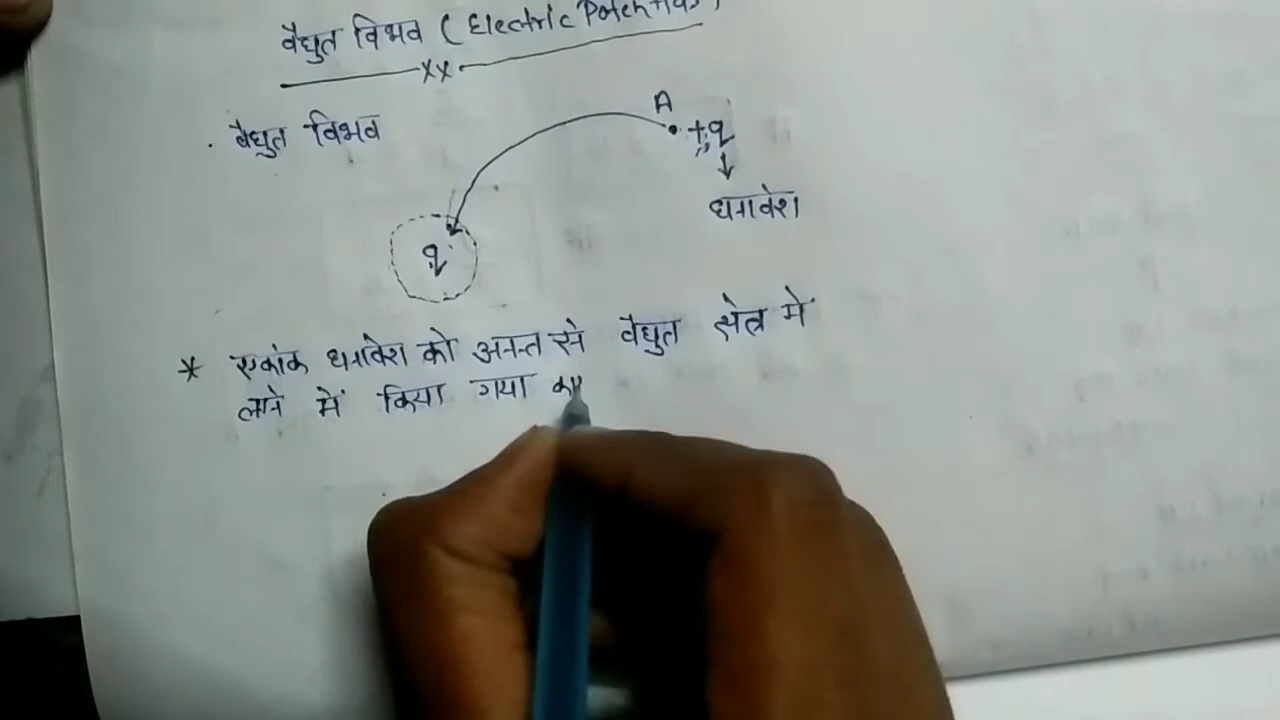 वैद्युत विभव (Electric Potential)
xx
. वैद्युत विभव
A
+q
धनावेश
q
* एकांक धनावेश को अनन्त से वैद्युत क्षेत्र में
लाने में किया गया का